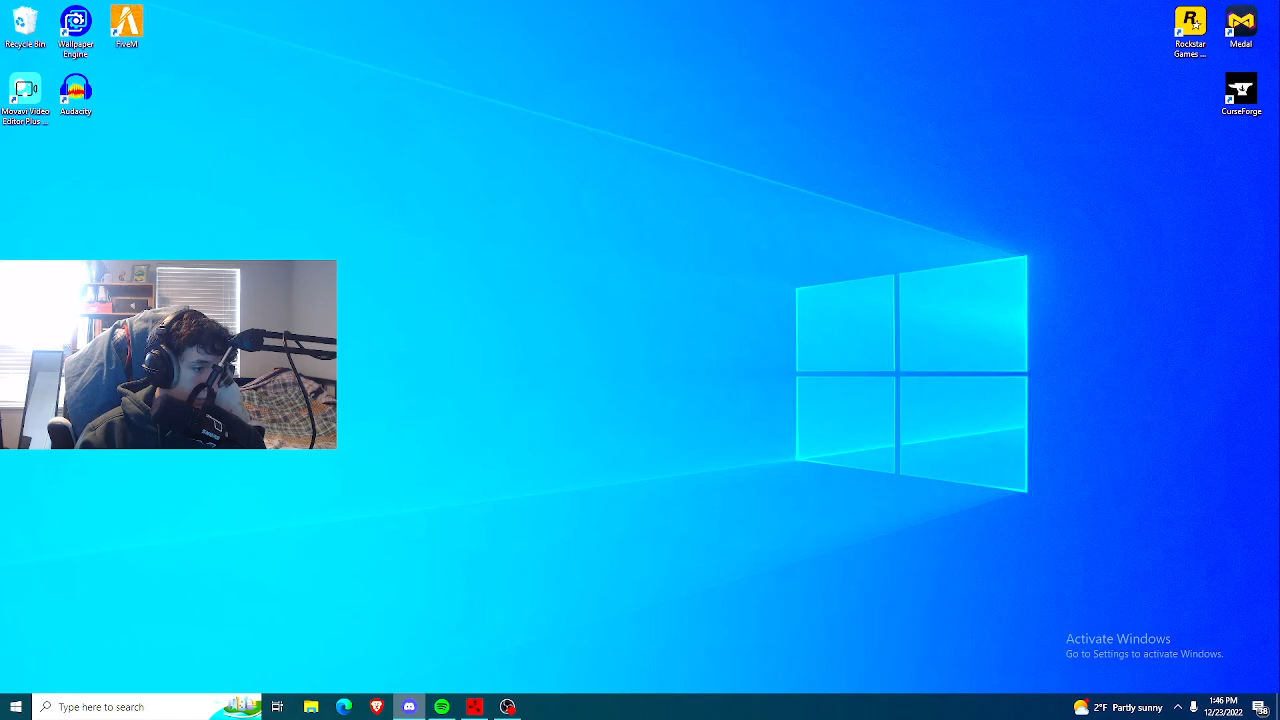 Recycle Bin
Wallpaper
Engine
FiveM
Rockstar
Games ...
Medal
Movavi Video
Editor Plus ...
Audacity
CurseForge
SHURE
Activate Windows
Go to Settings to activate Windows.
Type here to search
2°F Partly sunny
1:46 PM
12/23/2022